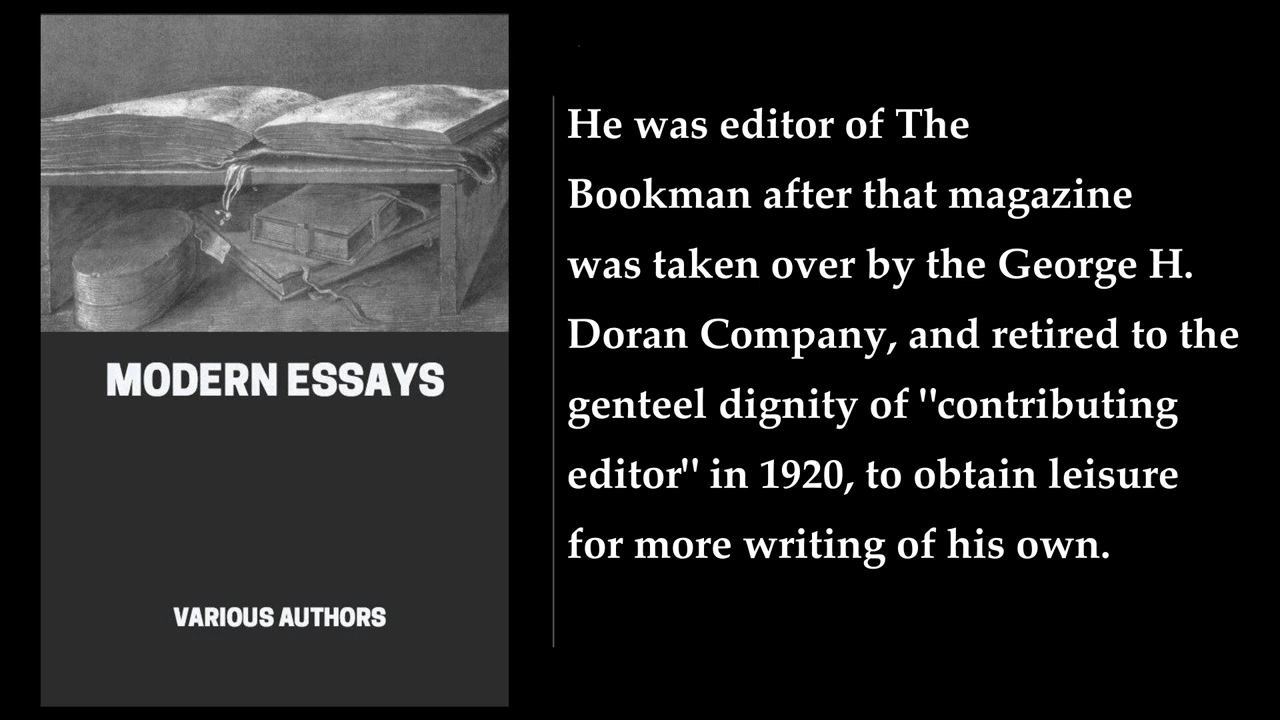 MODERN ESSAYS
VARIOUS AUTHORS
He was editor of The
Bookman after that magazine
was taken over by the George H.
Doran Company, and retired to the
genteel dignity of "contributing
editor" in 1920, to obtain leisure
for more writing of his own.